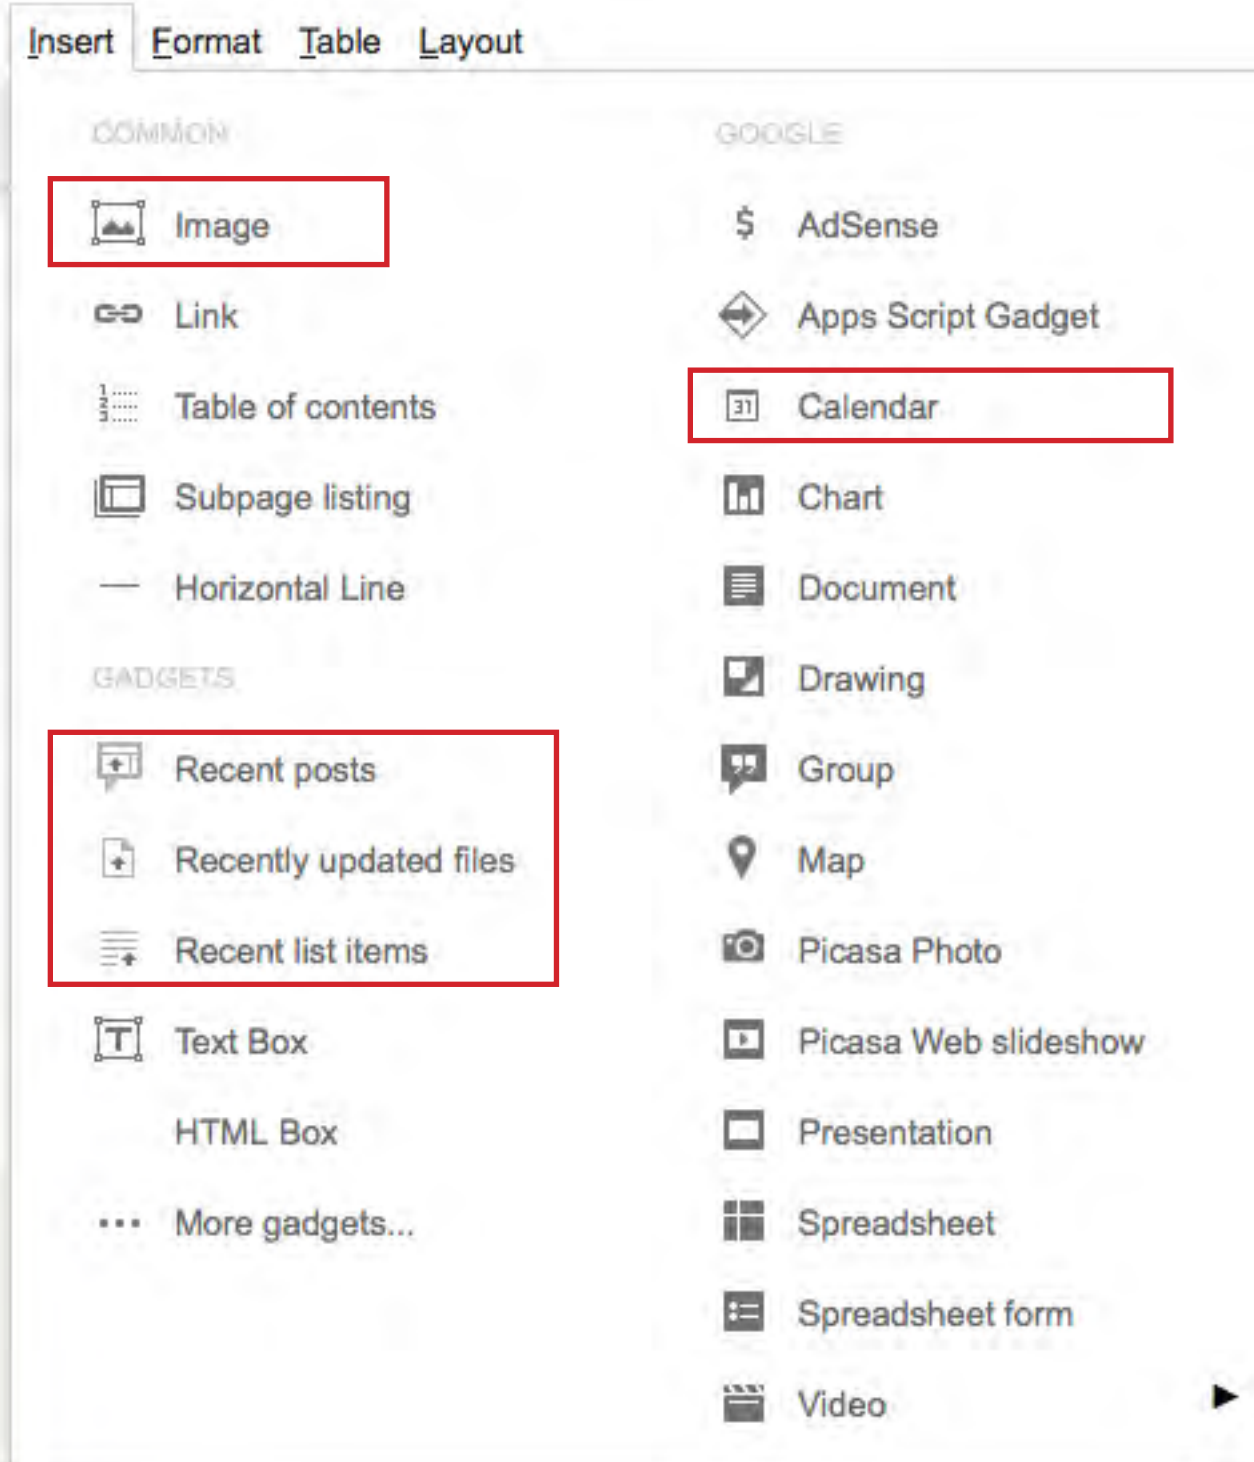 Insert Format Table Layout
COMMON
Image
Link
Table of contents
Subpage listing
Horizontal Line
GADGETS
Recent posts
Recently updated files
Recent list items
Text Box
HTML Box
More gadgets...
GOOGLE
$ AdSense
Apps Script Gadget
31 Calendar
Chart
Document
Drawing
Group
Map
Picasa Photo
Picasa Web slideshow
Presentation
Spreadsheet
Spreadsheet form
Video